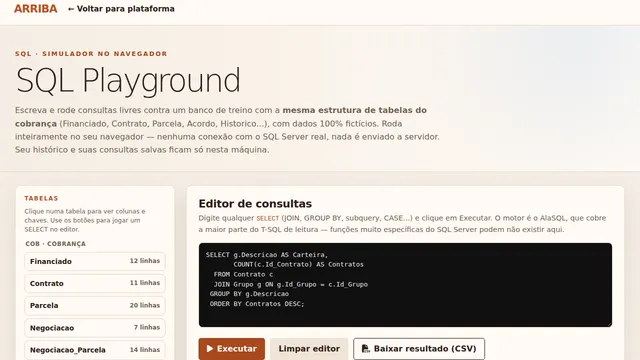 ARRIBA ← Voltar para plataforma
SQL · SIMULADOR NO NAVEGADOR
SQL Playground
Escreva e rode consultas livres contra um banco de treino com a mesma estrutura de tabelas do
cobrança (Financiado, Contrato, Parcela, Acordo, Historico...), com dados 100% fictícios. Roda
inteiramente no seu navegador — nenhuma conexão com o SQL Server real, nada é enviado a servidor.
Seu histórico e suas consultas salvas ficam só nesta máquina.
TABELAS
Clique numa tabela para ver colunas e
chaves. Use os botões para jogar um
SELECT no editor.
COB · COBRANÇA
Financiado 12 linhas
Contrato 11 linhas
Parcela 20 linhas
Negociacao 7 linhas
Negociacao_Parcela 14 linhas
Editor de consultas
Digite qualquer SELECT (JOIN, GROUP BY, subquery, CASE...) e clique em Executar. O motor é o AlaSQL, que cobre
a maior parte do T-SQL de leitura — funções muito específicas do SQL Server podem não existir aqui.
SELECT g.Descricao AS Carteira,
COUNT(c.Id_Contrato) AS Contratos
FROM Contrato c
JOIN Grupo g ON g.Id_Grupo = c.Id_Grupo
GROUP BY g.Descricao
ORDER BY Contratos DESC;
▶ Executar
Limpar editor
Baixar resultado (CSV)